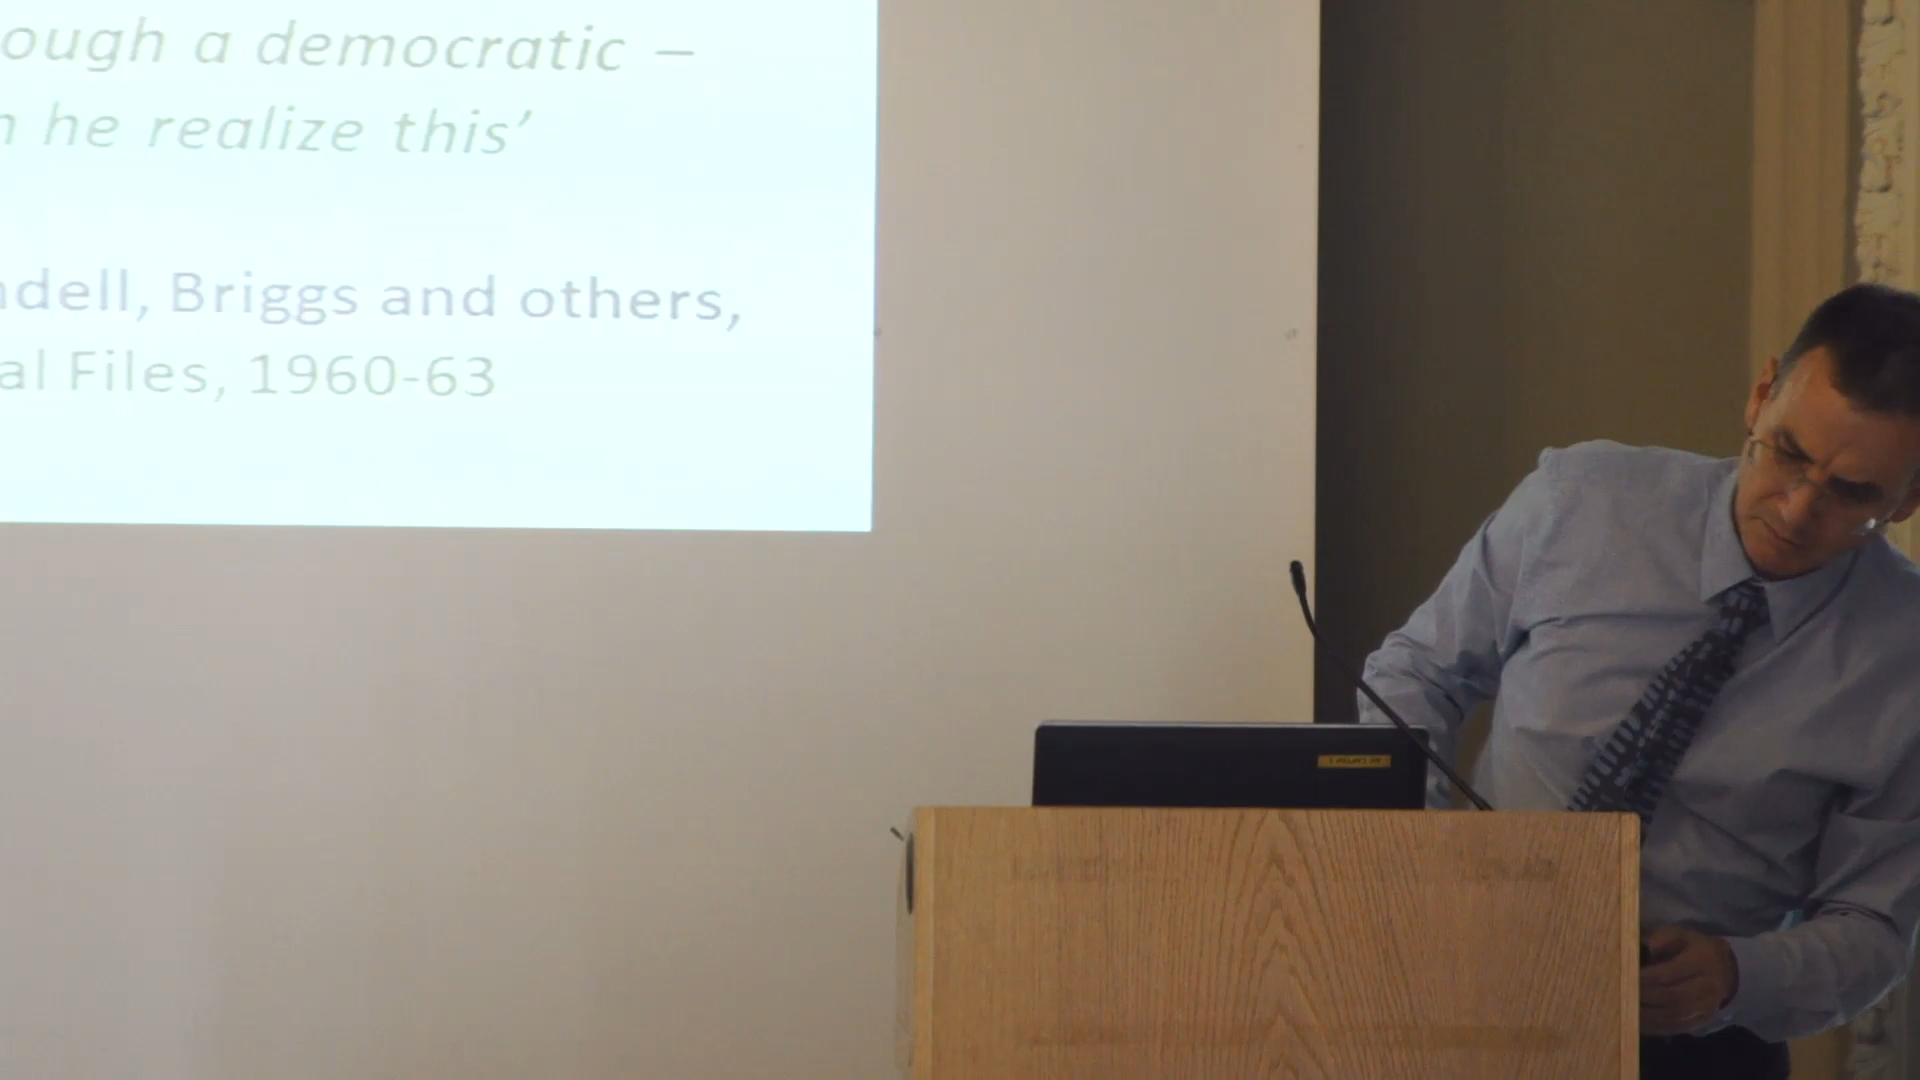 ough a democratic –
n he realize this'
ndell, Briggs and others,
al Files, 1960-63